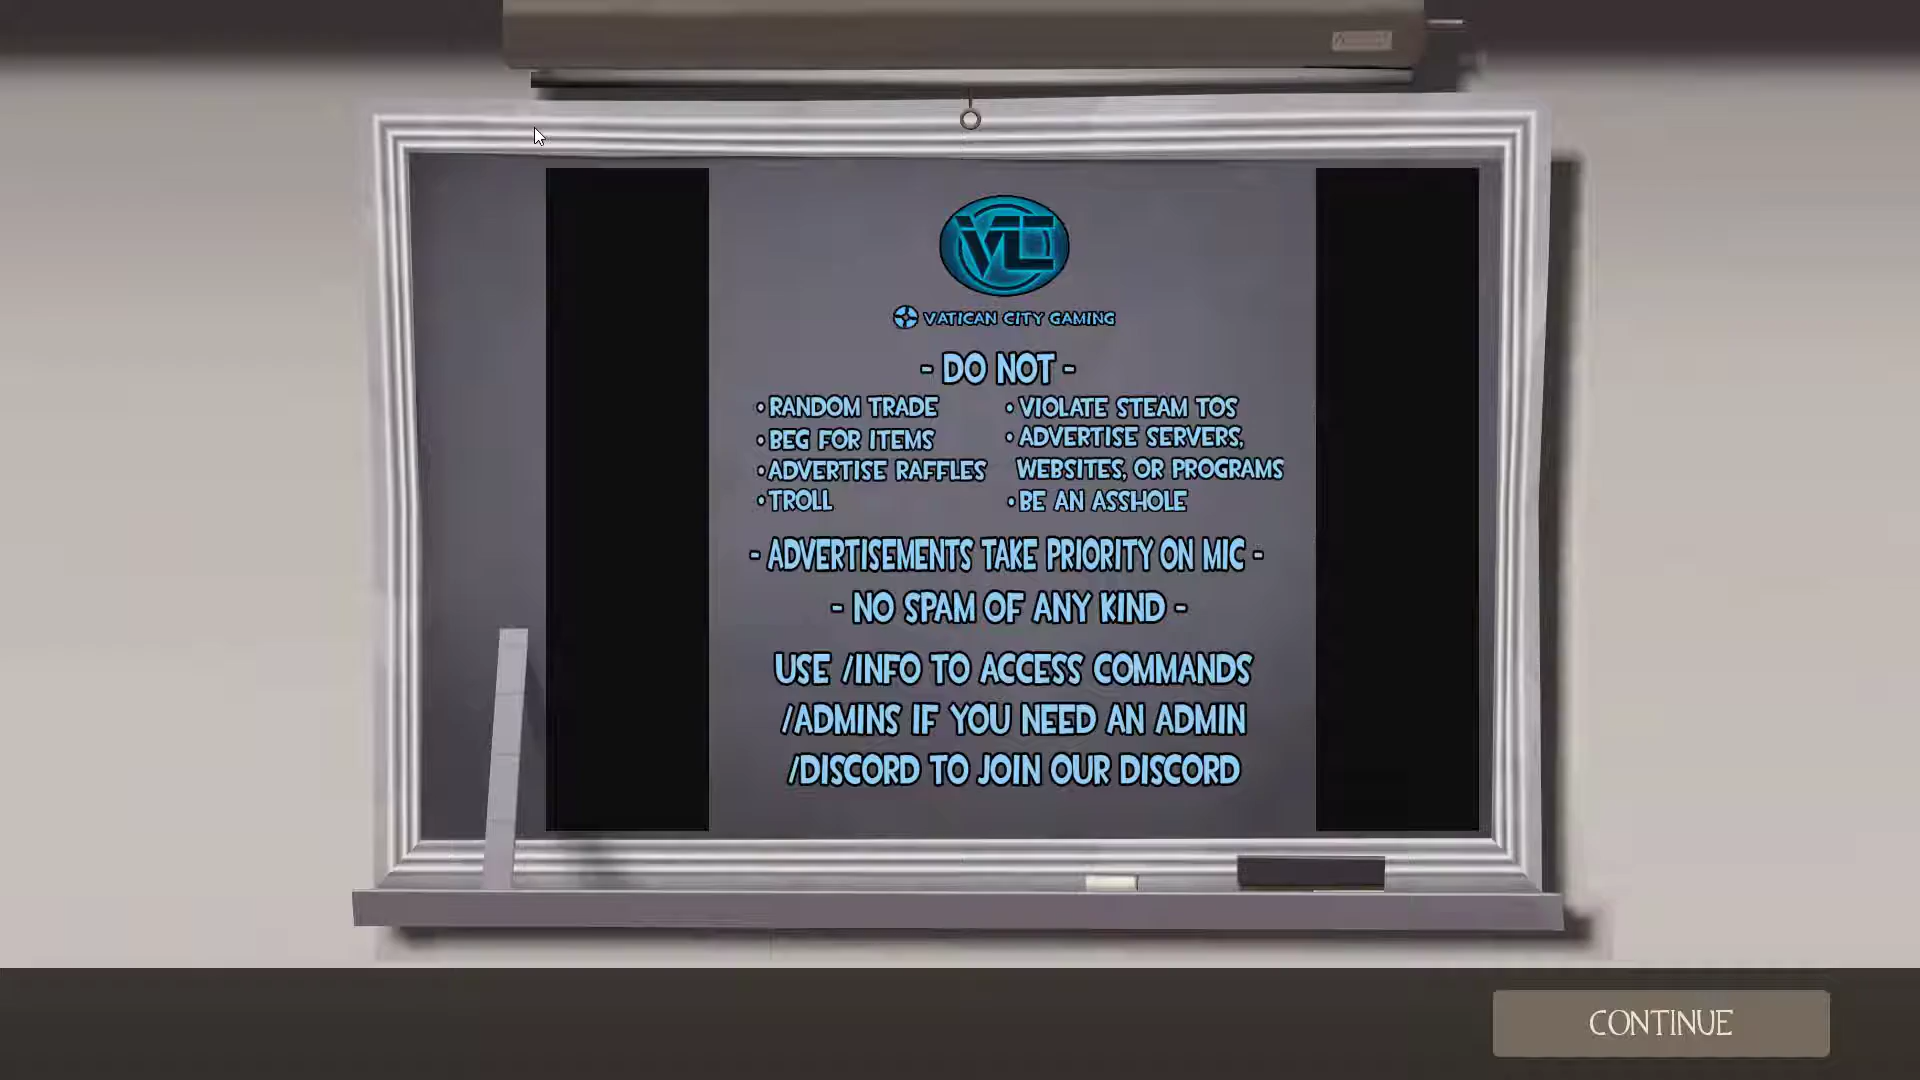 VC
VATICAN CITY GAMING
- DO NOT -
• RANDOM TRADE
• BEG FOR ITEMS
• ADVERTISE RAFFLES
• TROLL
• VIOLATE STEAM TOS
• ADVERTISE SERVERS,
WEBSITES, OR PROGRAMS
• BE AN ASSHOLE
- ADVERTISEMENTS TAKE PRIORITY ON MIC -
- NO SPAM OF ANY KIND -
USE /INFO TO ACCESS COMMANDS
/ADMINS IF YOU NEED AN ADMIN
/DISCORD TO JOIN OUR DISCORD
CONTINUE